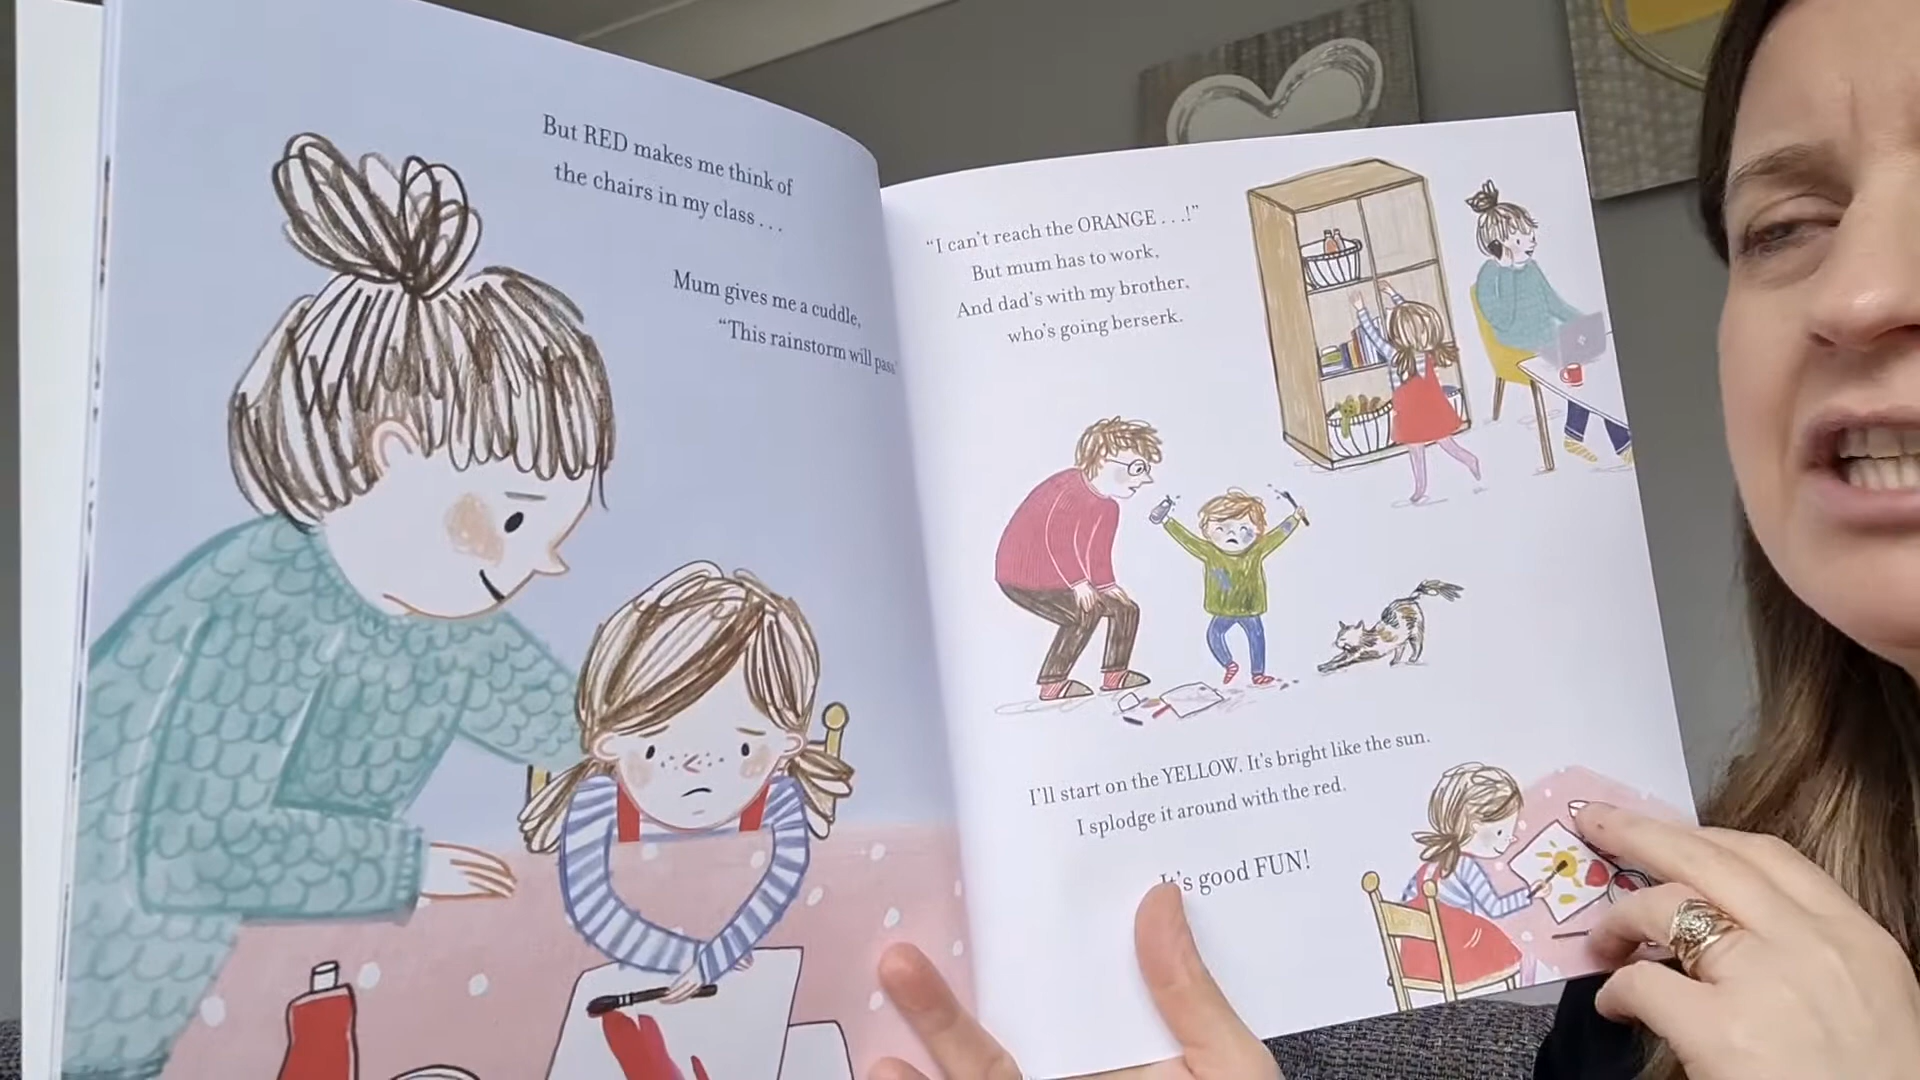 But RED makes me think of
the chairs in my class . . .
Mum gives me a cuddle,
“This rainstorm will pass”
“I can’t reach the ORANGE . . .!”
But mum has to work,
And dad’s with my brother,
who’s going berserk.
I’ll start on the YELLOW. It’s bright like the sun.
I splodge it around with the red.
It’s good FUN!